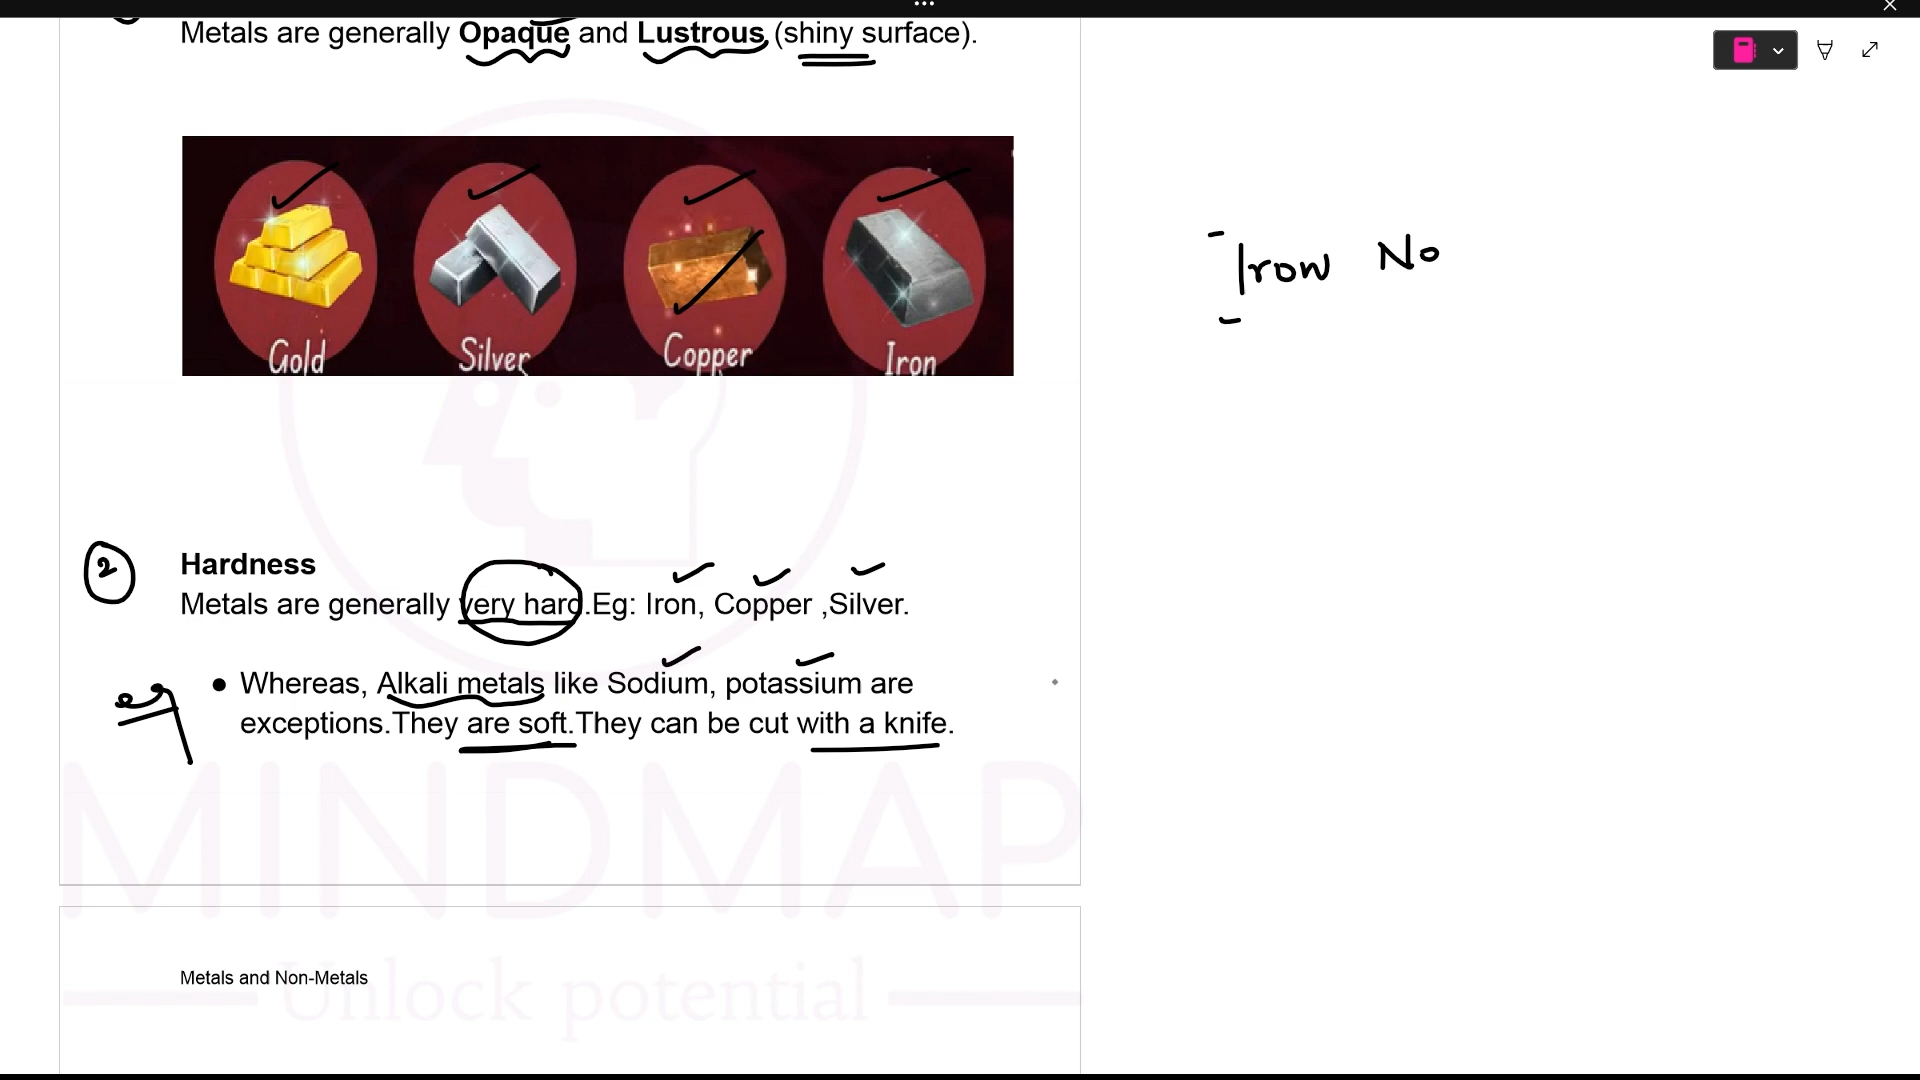 Metals are generally Opaque and Lustrous (shiny surface).
Gold Silver Copper Iron
Iron No
2 Hardness
Metals are generally very hard.Eg: Iron, Copper ,Silver.
eg
● Whereas, Alkali metals like Sodium, potassium are
exceptions.They are soft.They can be cut with a knife.
MINDMAP
Metals and Non-Metals
Unlock potential